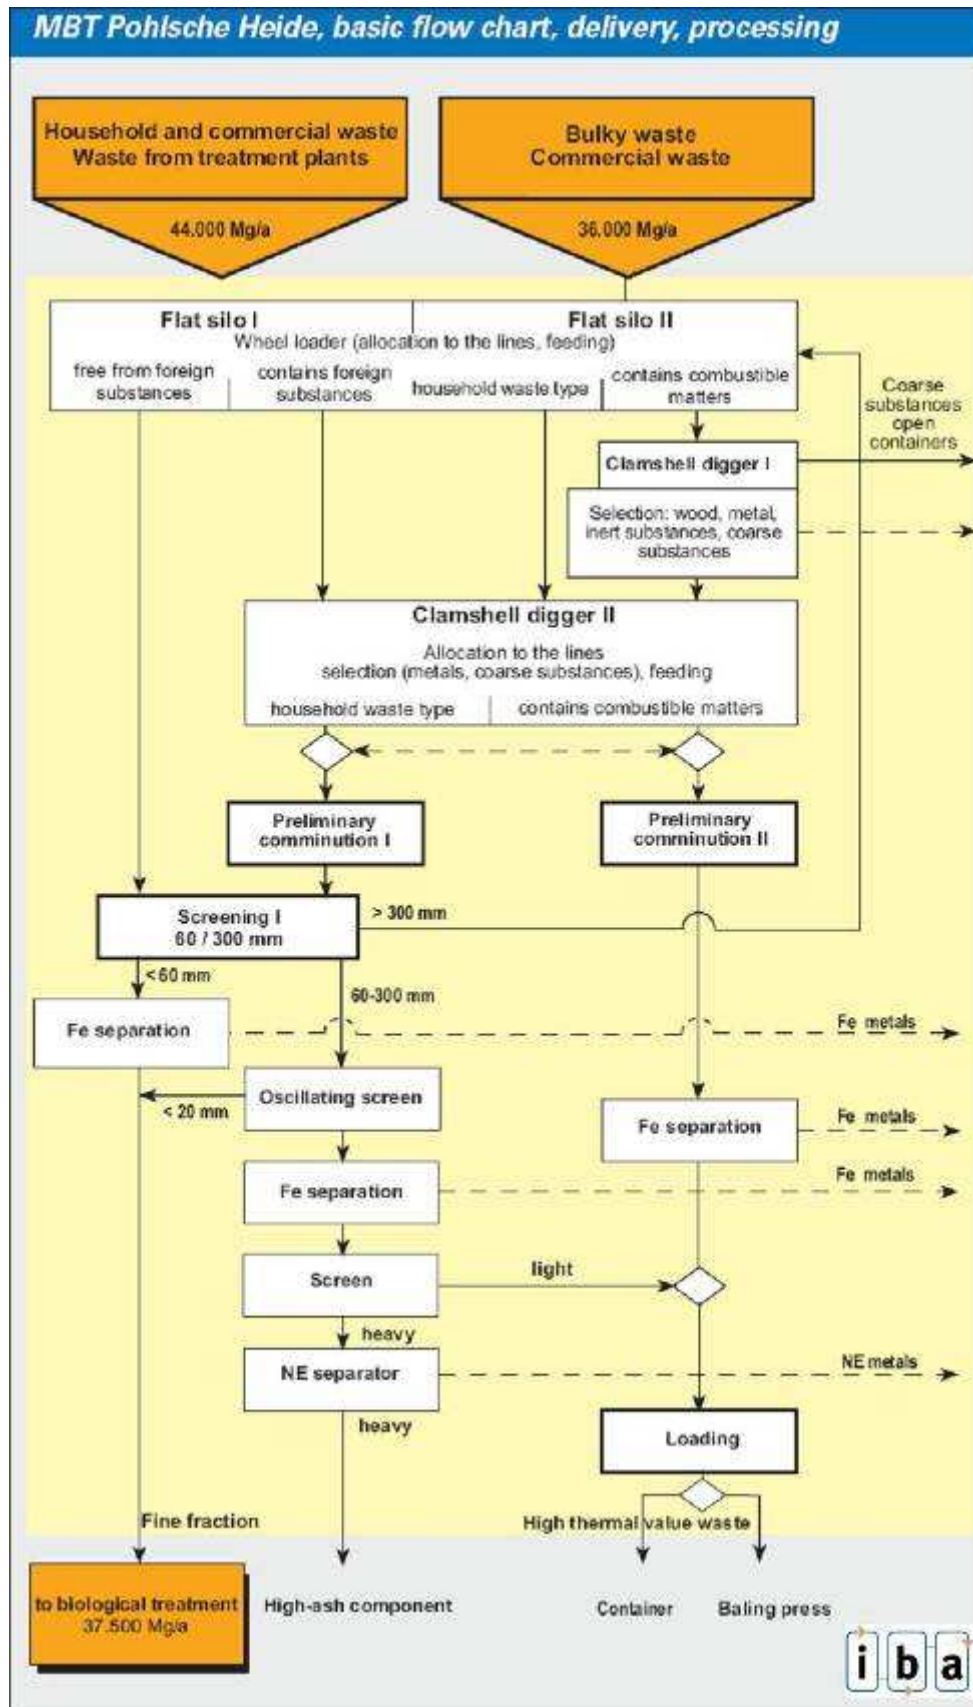 MBT Pohlsche Heide, basic flow chart, delivery, processing
Household and commercial waste
Waste from treatment plants
44.000 Mg/a
Bulky waste
Commercial waste
36.000 Mg/a
Flat silo I
Flat silo II
Wheel loader (allocation to the lines, feeding)
free from foreign
substances
contains foreign
substances
household waste type
contains combustible
matters
Coarse
substances
open
containers
Clamshell digger I
Selection: wood, metal,
inert substances, coarse
substances
Clamshell digger II
Allocation to the lines
selection (metals, coarse substances), feeding
household waste type
contains combustible matters
Preliminary
comminution I
Preliminary
comminution II
Screening I
60 / 300 mm
> 300 mm
< 60 mm
60-300 mm
Fe separation
Fe metals
Oscillating screen
< 20 mm
Fe separation
Fe metals
Fe separation
Fe metals
Screen
light
heavy
NE separator
NE metals
heavy
Loading
Fine fraction
High thermal value waste
to biological treatment
37.500 Mg/a
High-ash component
Container
Baling press
iba